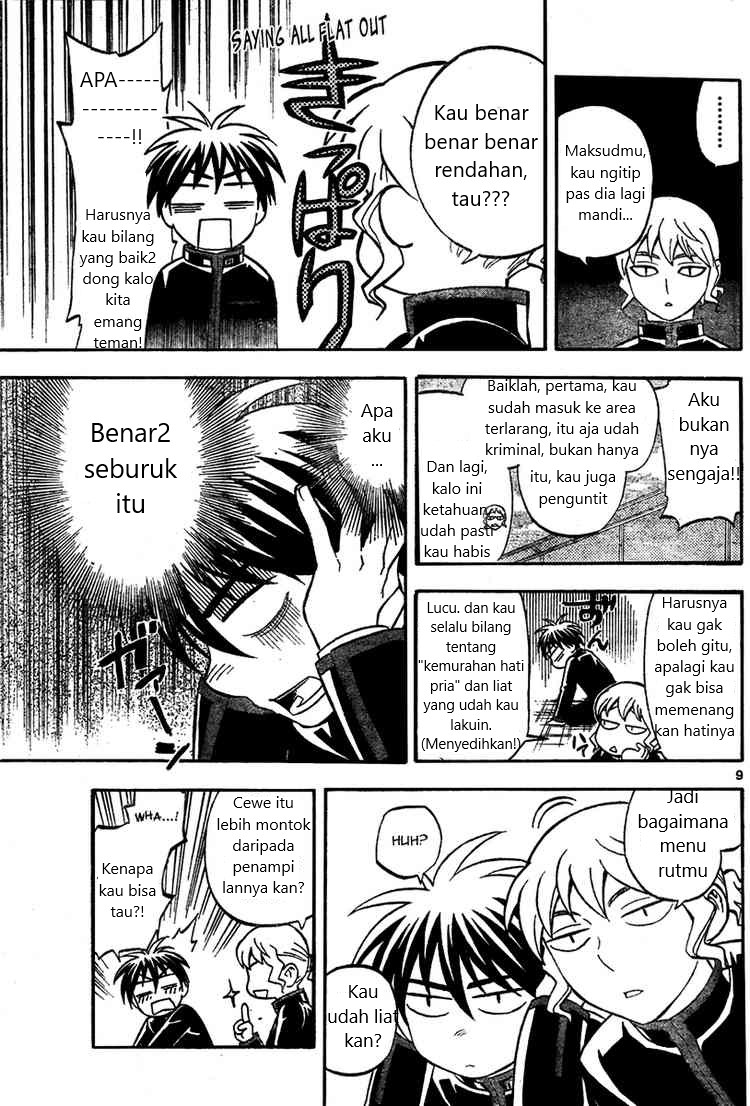 .........
Maksudmu,
kau ngitip
pas dia lagi
mandi...
Kau benar
benar benar
rendahan,
tau???
SAYING ALL FLAT OUT
きっぱり
APA------
------------
----!!
Harusnya
kau bilang
yang baik2
dong kalo
kita
emang
teman!
Aku
bukan
nya
sengaja!!
Baiklah, pertama, kau
sudah masuk ke area
terlarang, itu aja udah
kriminal, bukan hanya
itu, kau juga
penguntit
Dan lagi,
kalo ini
ketahuan,
udah pasti
kau habis
Apa
aku
...
Benar2
seburuk
itu
Harusnya
kau gak
boleh gitu,
apalagi kau
gak bisa
memenang
kan hatinya
Lucu. dan kau
selalu bilang
tentang
"kemurahan hati
pria" dan liat
yang udah kau
lakuin.
(Menyedihkan!)
9
Jadi
bagaimana
menu
rutmu
HUH?
Kau
udah liat
kan?
Cewe itu
lebih montok
daripada
penampi
lannya kan?
WHA...!
Kenapa
kau bisa
tau?!